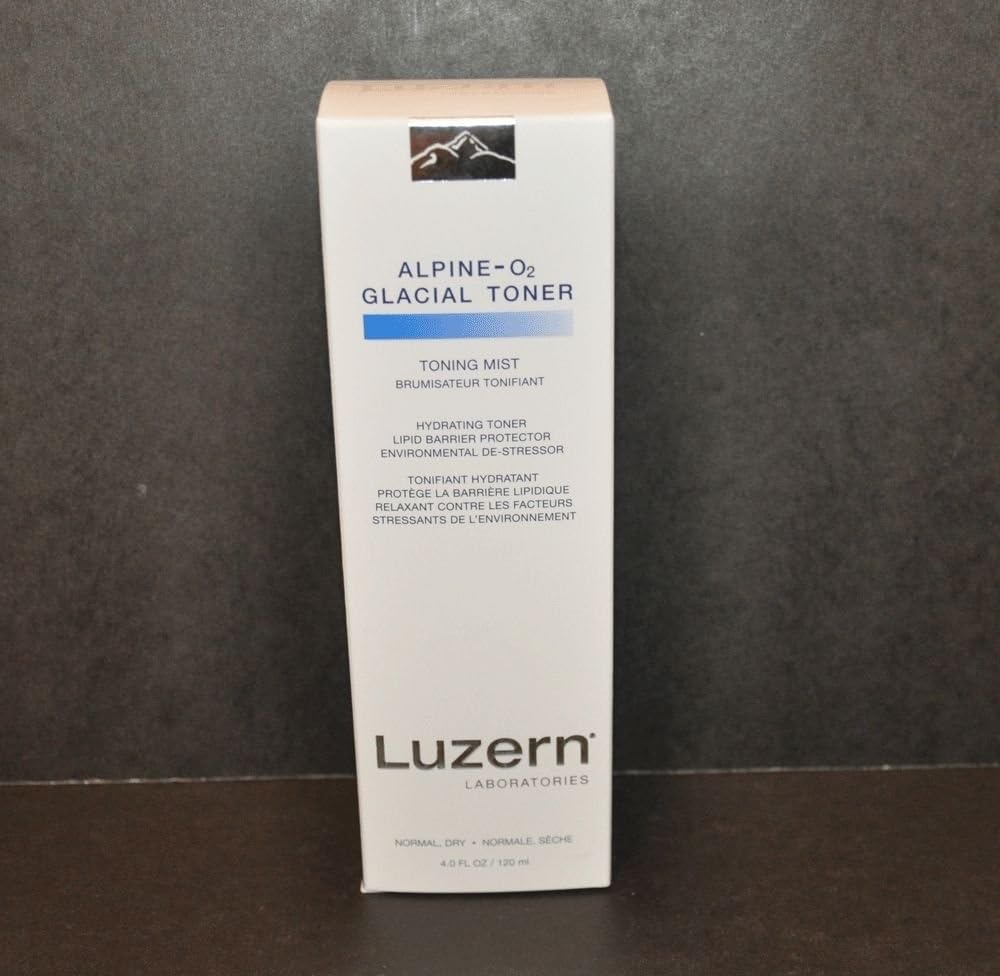 ALPINE-O₂
GLACIAL TONER
TONING MIST
BRUMISATEUR TONIFIANT
HYDRATING TONER
LIPID BARRIER PROTECTOR
ENVIRONMENTAL DE-STRESSOR
TONIFIANT HYDRATANT
PROTÈGE LA BARRIÈRE LIPIDIQUE
RELAXANT CONTRE LES FACTEURS
STRESSANTS DE L'ENVIRONNEMENT
Luzern
LABORATORIES
NORMAL, DRY • NORMALE, SÈCHE
4.0 FL OZ / 120 ml